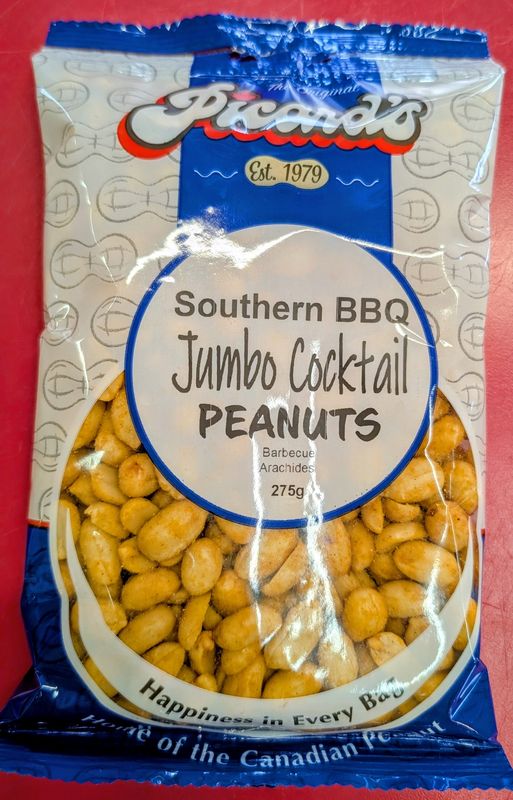 The Original
Picard's
Est. 1979
Southern BBQ
Jumbo Cocktail
PEANUTS
Barbecue
Arachides
275g
Happiness in Every Bag
Home of the Canadian Peanut